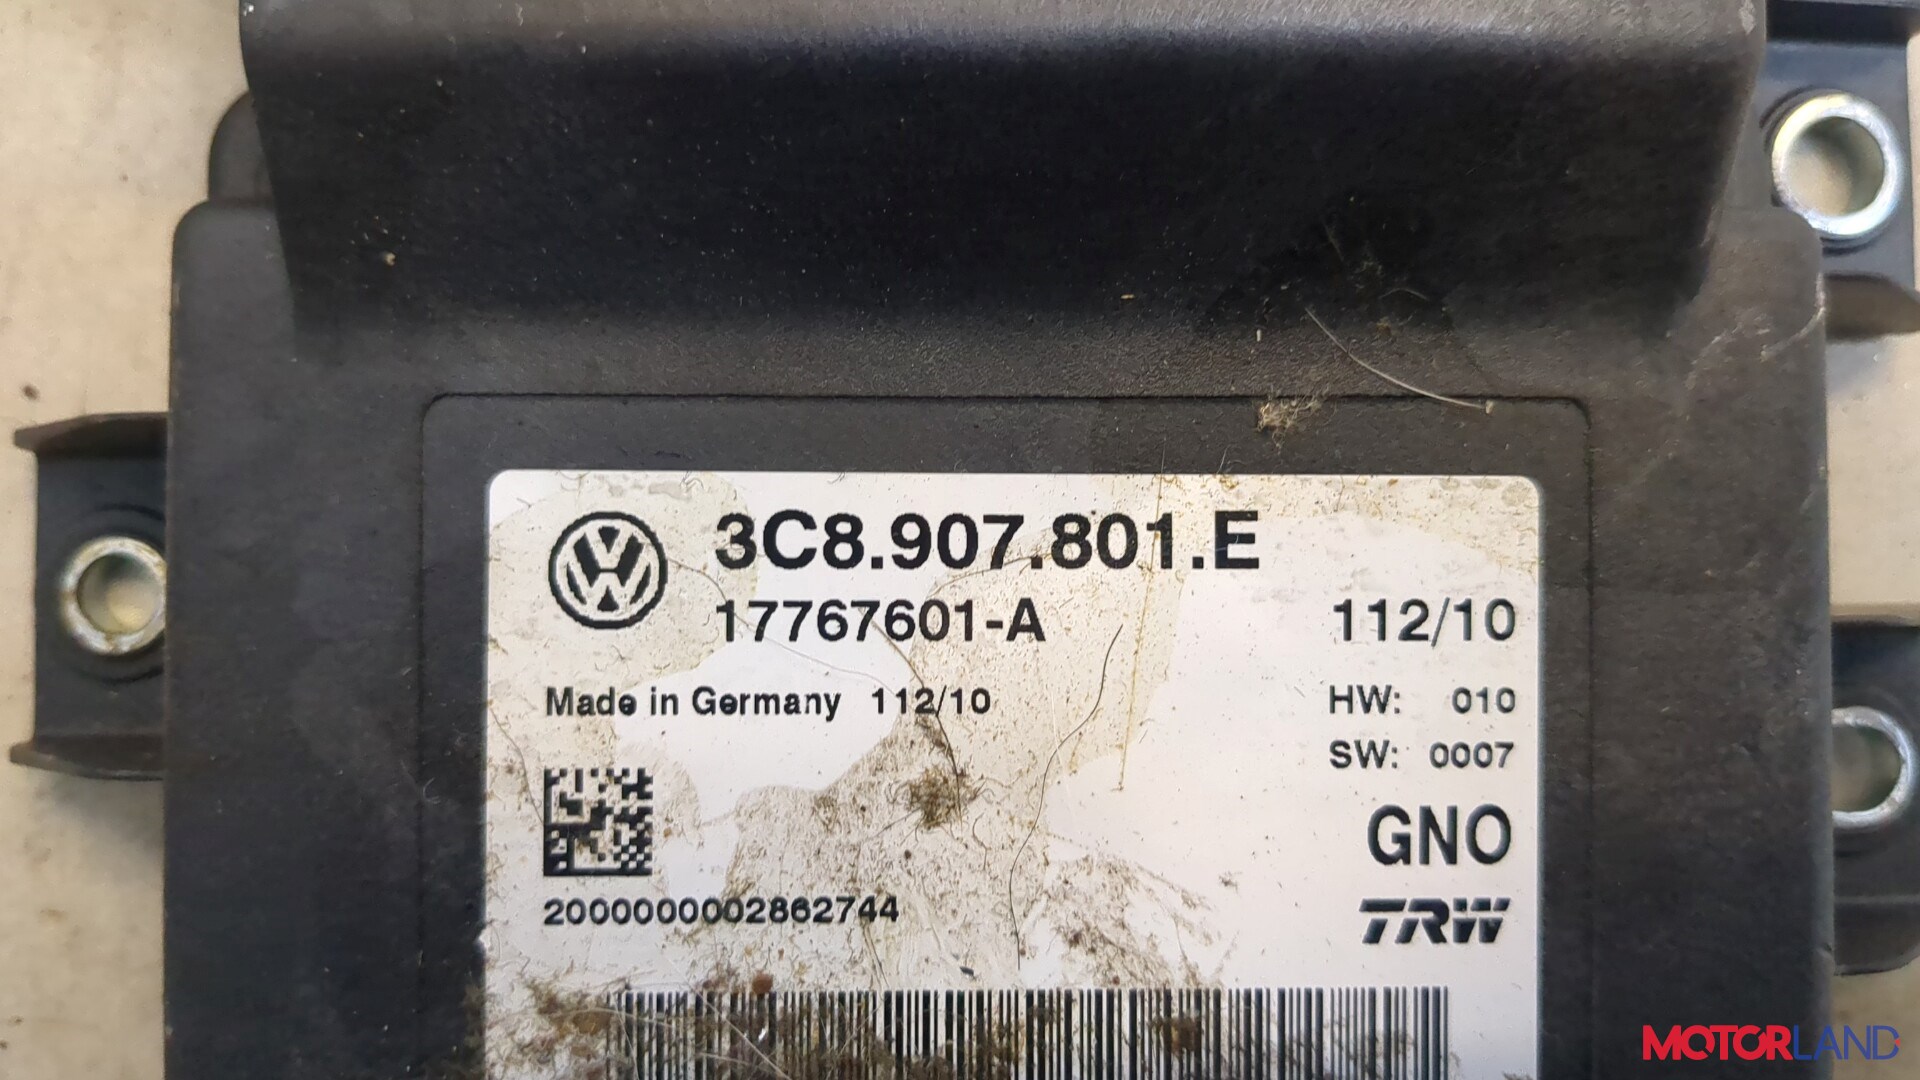 3C8.907.801.E
17767601-A 112/10
Made in Germany 112/10
HW: 010
SW: 0007
GNO
TRW
2000000002862744
MOTORLAND